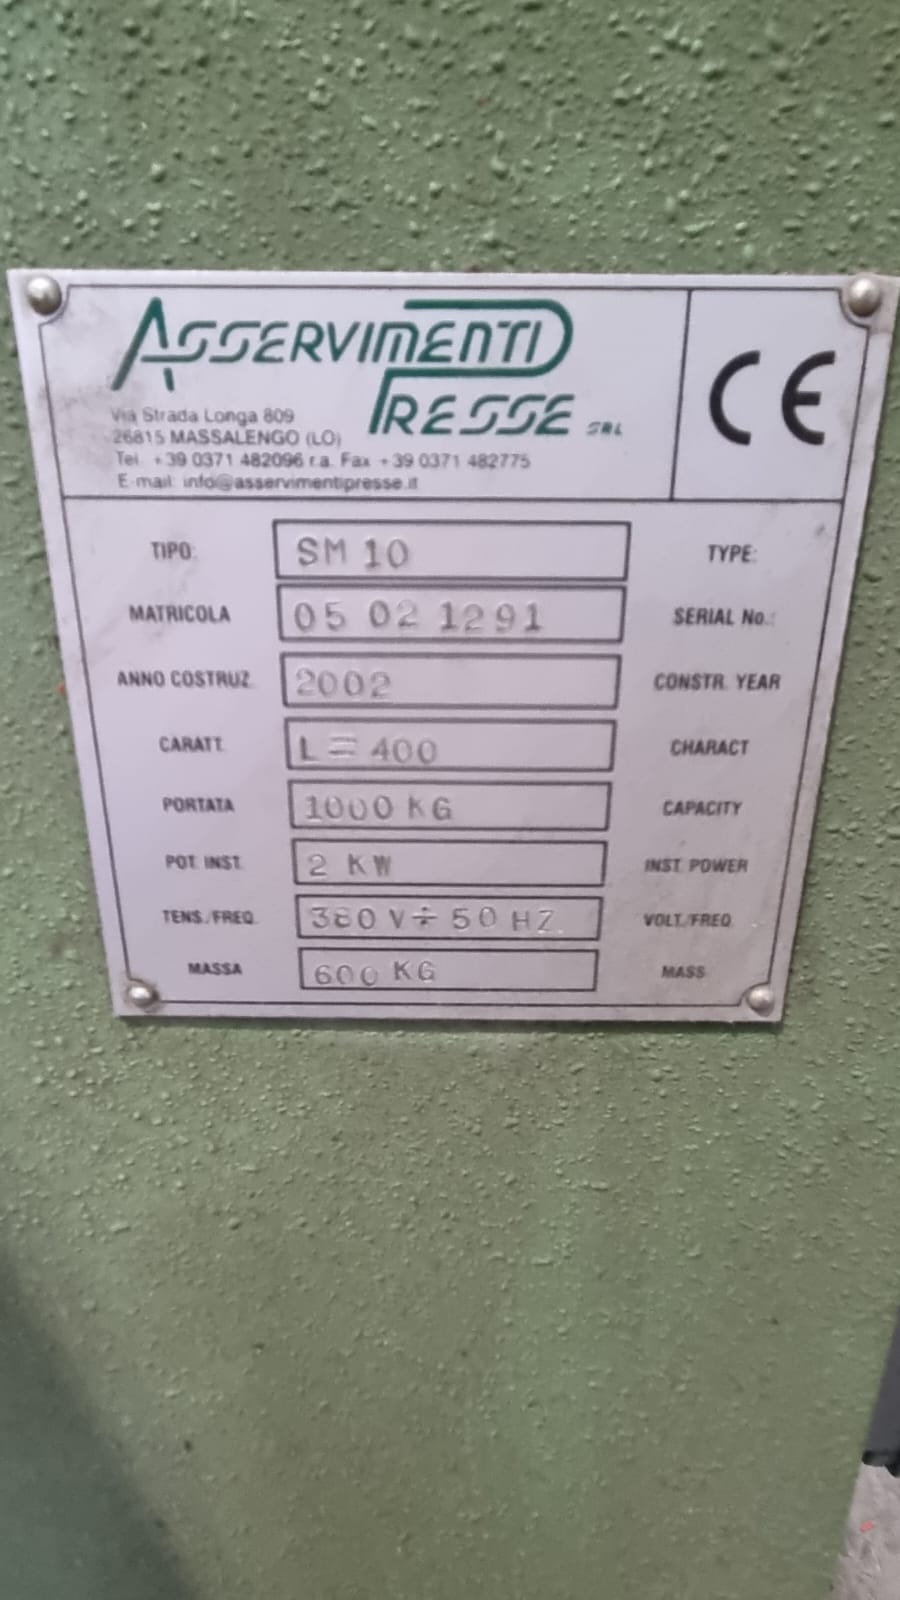 ASSERVIMENTI
PRESSE SRL
Via Strada Longa 809
26815 MASSALENGO (LO)
Tel. +39 0371 482096 r.a. Fax +39 0371 482775
E-mail: info@asservimentipresse.it
CE
TIPO: SM 10 TYPE:
MATRICOLA 05 02 1291 SERIAL No.:
ANNO COSTRUZ. 2002 CONSTR. YEAR
CARATT. L = 400 CHARACT
PORTATA 1000 KG CAPACITY
POT. INST. 2 KW INST. POWER
TENS./FREQ. 380 V ÷ 50 HZ. VOLT./FREQ.
MASSA 600 KG MASS